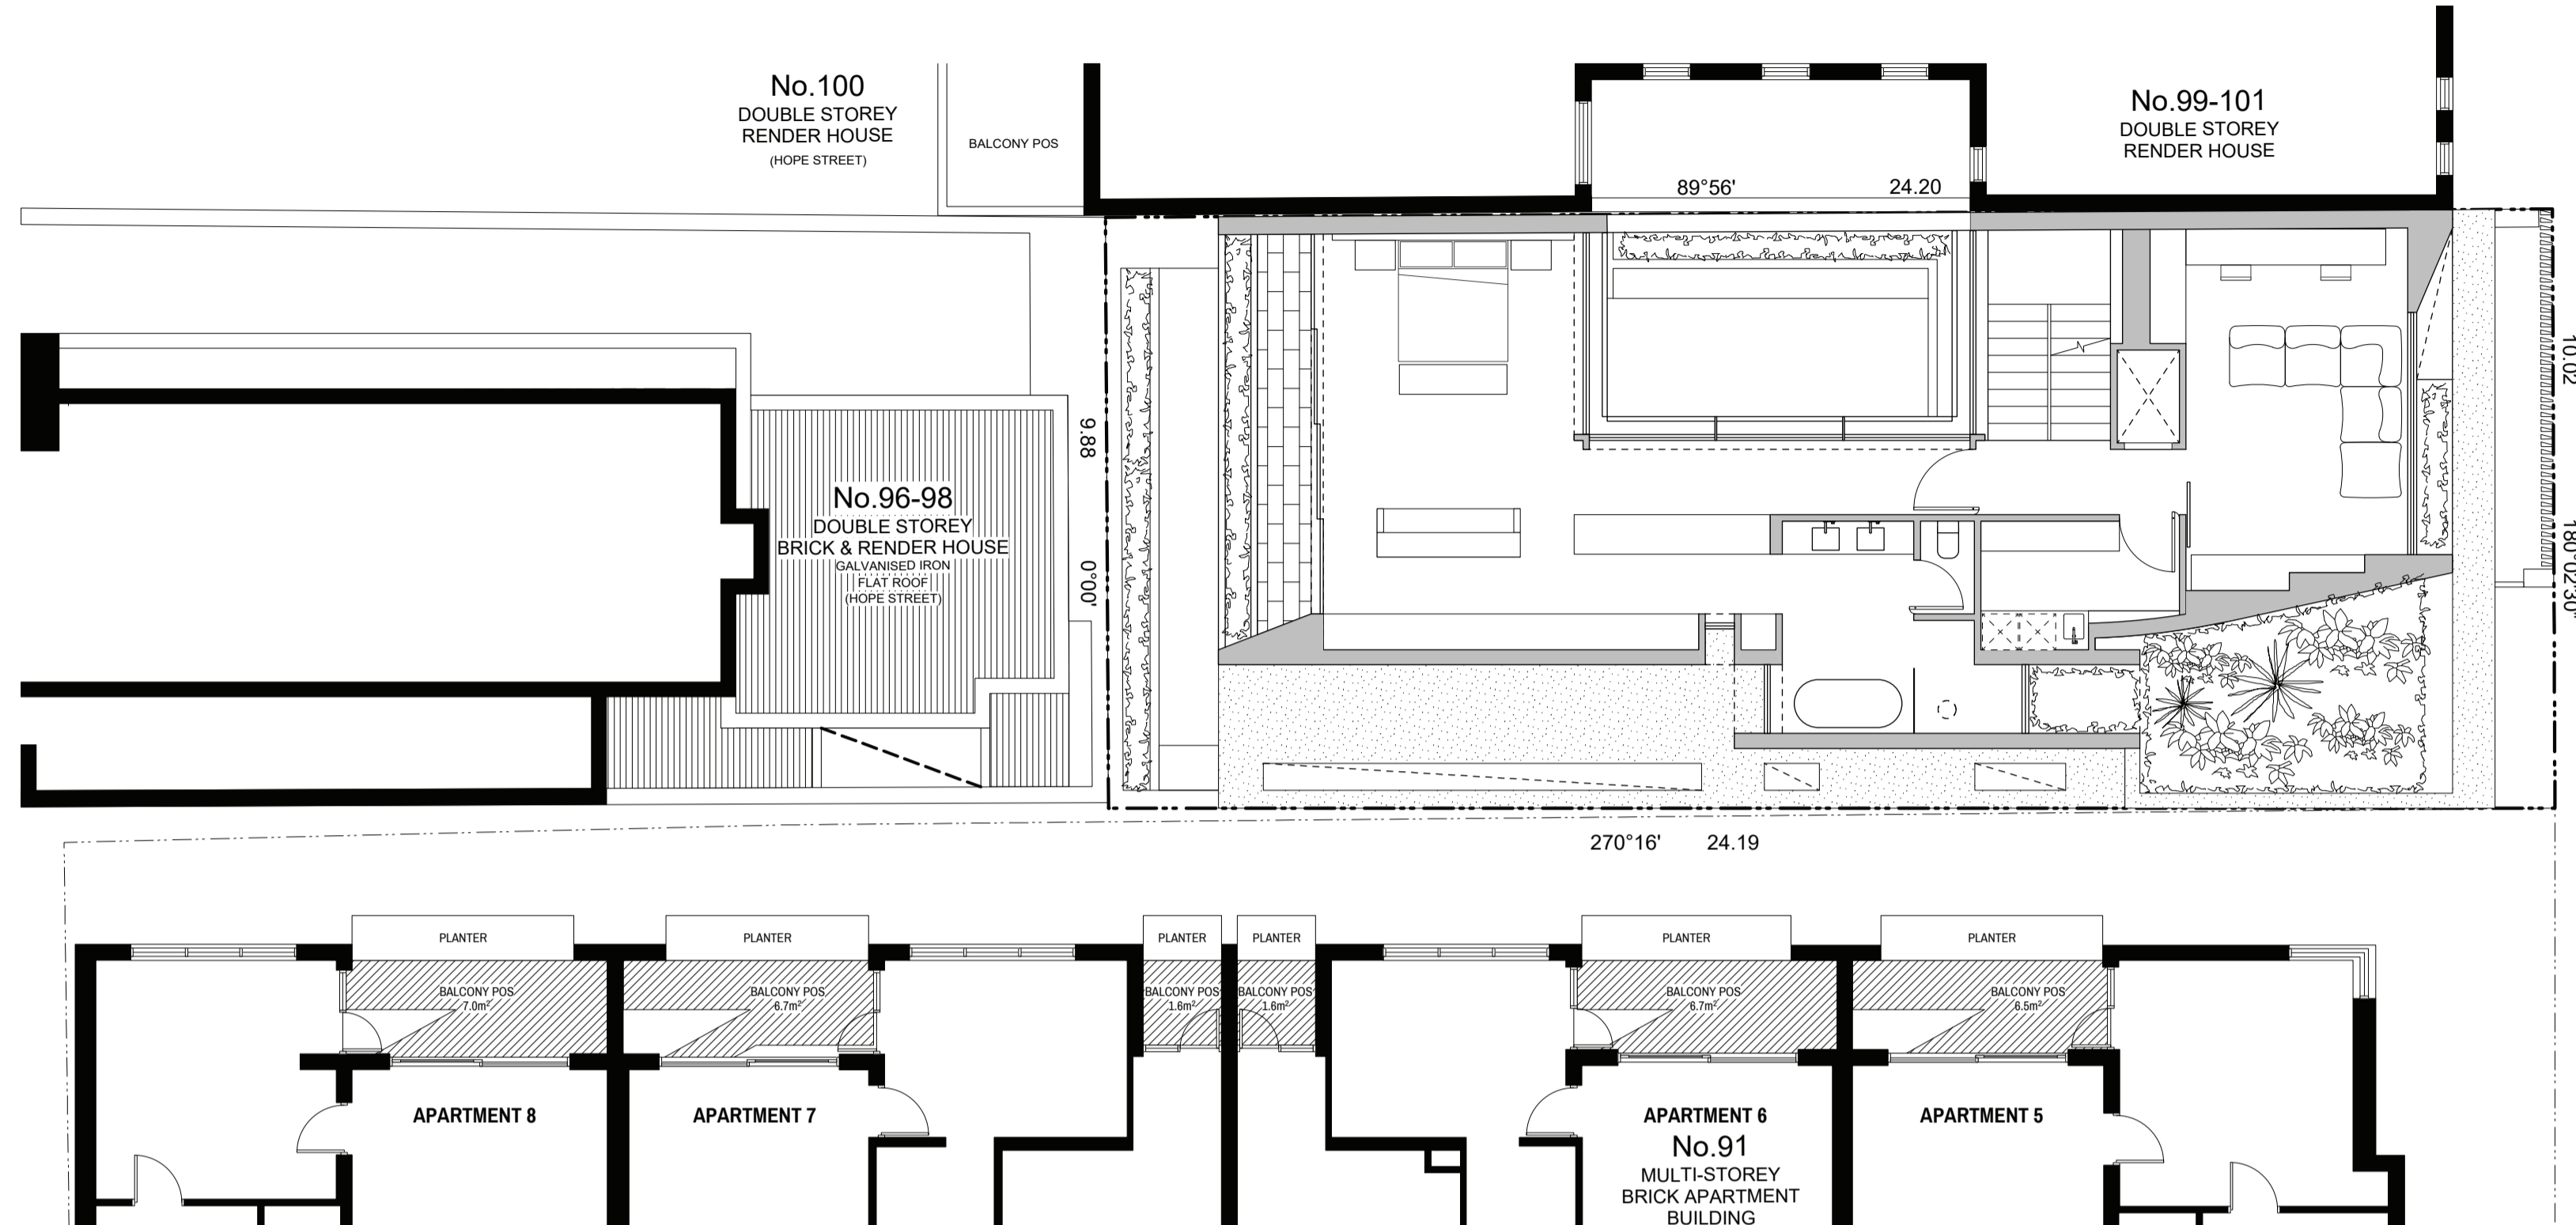 No.100
DOUBLE STOREY
RENDER HOUSE
(HOPE STREET)
BALCONY POS
No.99-101
DOUBLE STOREY
RENDER HOUSE
89°56' 24.20
10.02
180°02'30"
9.88
0°00'
No.96-98
DOUBLE STOREY
BRICK & RENDER HOUSE
GALVANISED IRON
FLAT ROOF
(HOPE STREET)
270°16' 24.19
PLANTER
PLANTER
PLANTER
PLANTER
PLANTER
PLANTER
BALCONY POS
7.0m²
BALCONY POS
6.7m²
BALCONY POS
1.6m²
BALCONY POS
1.6m²
BALCONY POS
6.7m²
BALCONY POS
6.5m²
APARTMENT 8
APARTMENT 7
APARTMENT 6
APARTMENT 5
No.91
MULTI-STOREY
BRICK APARTMENT
BUILDING